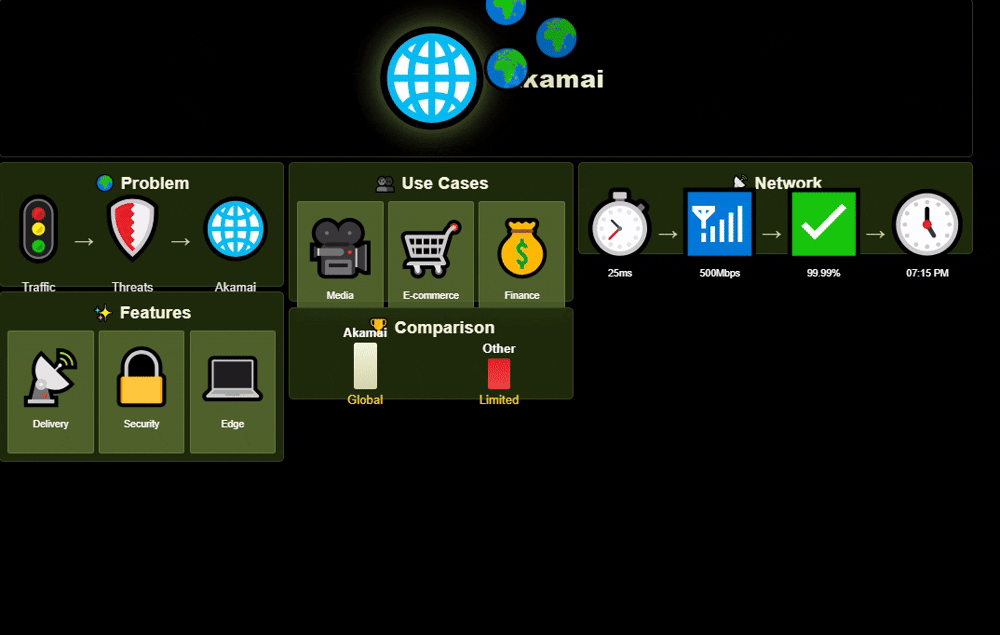 kamai
Problem
Traffic → Threats → Akamai
Features
Delivery Security Edge
Use Cases
Media E-commerce Finance
Comparison
Akamai Other
Global Limited
Network
25ms → 500Mbps → 99.99% → 07:15 PM